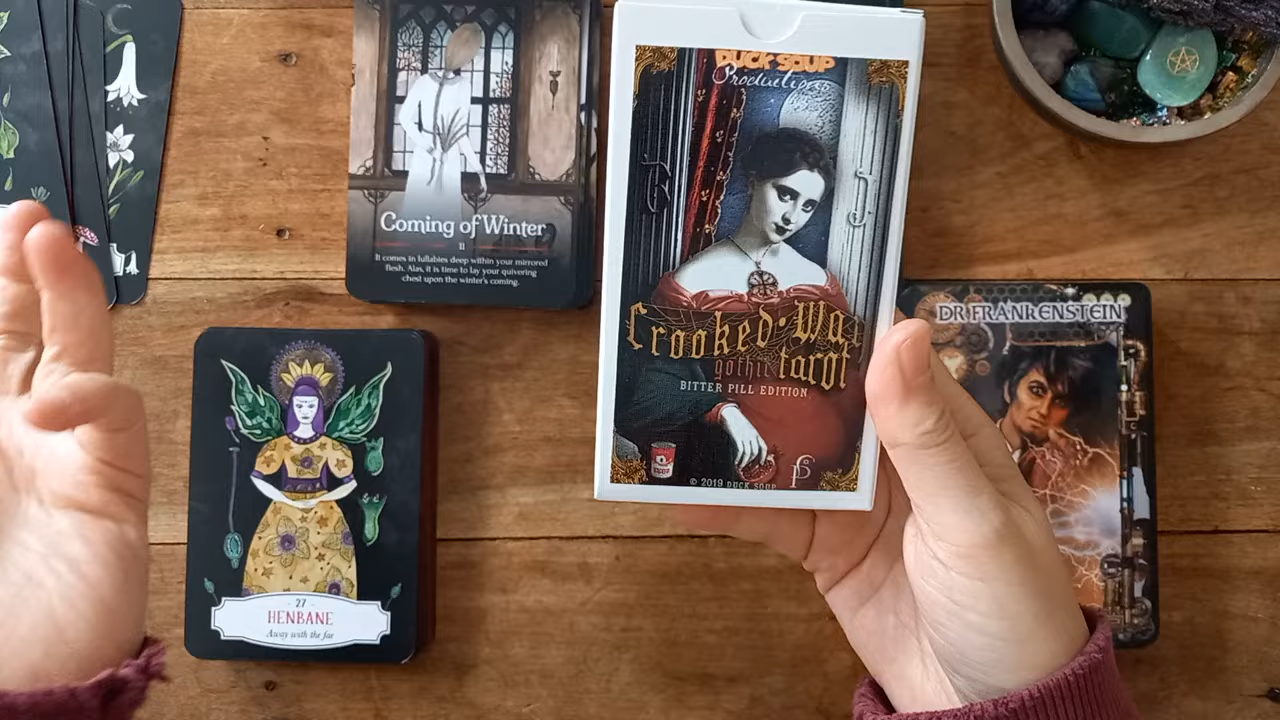 DUCK SOUP
Productions
Crooked·Wa
gothic tarot
BITTER PILL EDITION
© 2019 DUCK SOUP
Coming of Winter
11
It comes in lullabies deep within your mirrored
flesh. Alas, it is time to lay your quivering
chest upon the winter's coming.
DR FRANKENSTEIN
- 27 -
HENBANE
Away with the fae